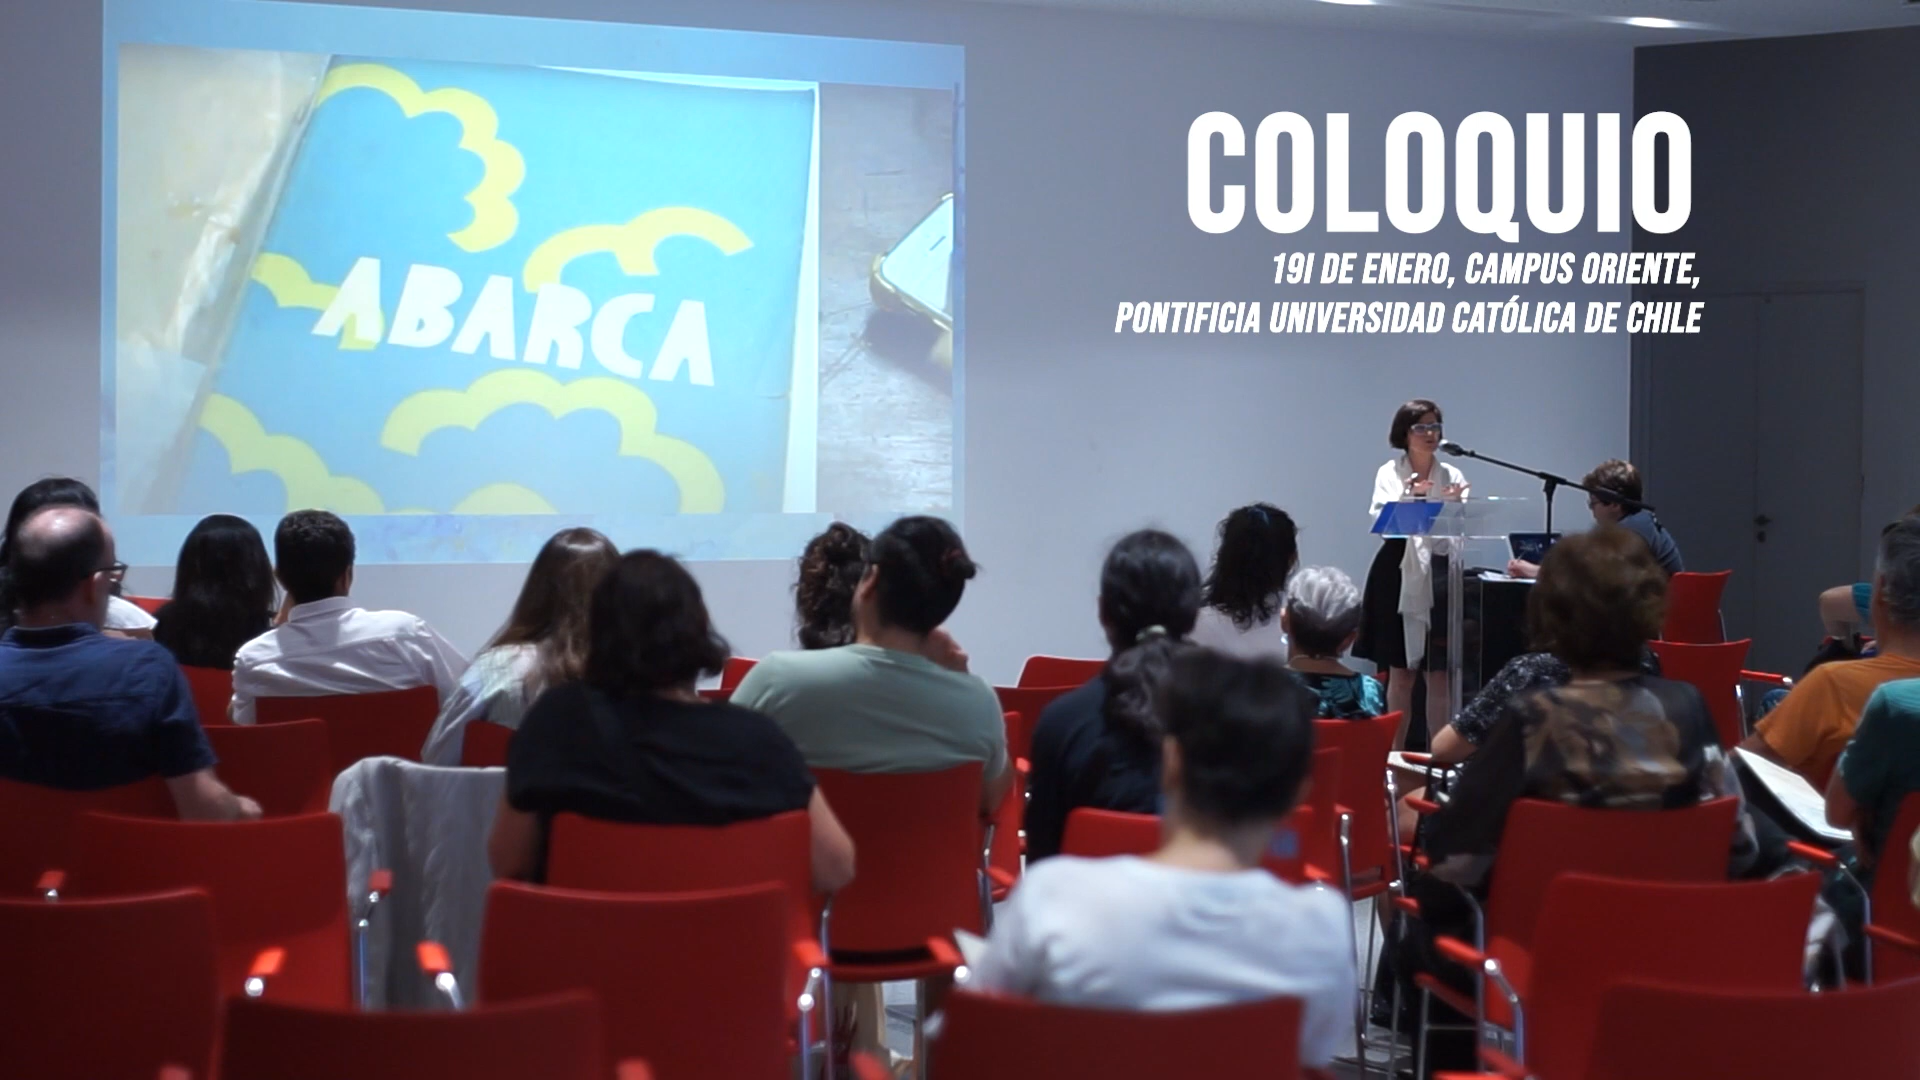 ABARCA
COLOQUIO
19I DE ENERO, CAMPUS ORIENTE,
PONTIFICIA UNIVERSIDAD CATÓLICA DE CHILE